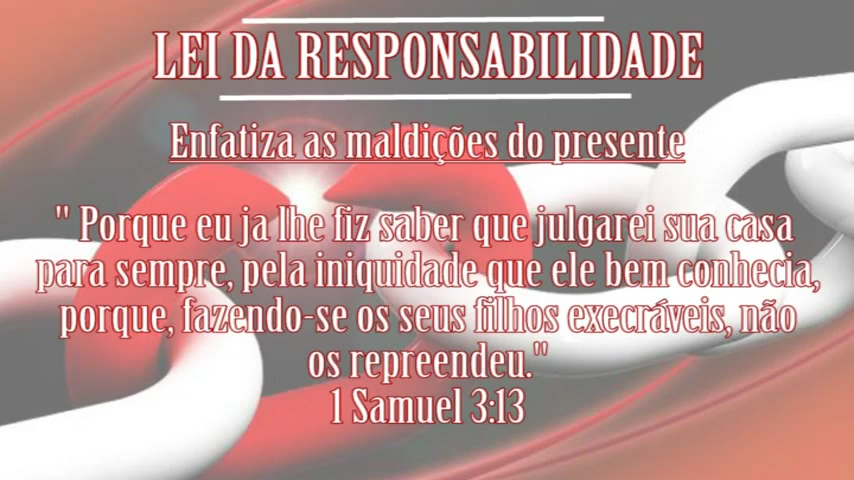 LEI DA RESPONSABILIDADE
Enfatiza as maldições do presente
" Porque eu ja lhe fiz saber que julgarei sua casa
para sempre, pela iniquidade que ele bem conhecia,
porque, fazendo-se os seus filhos execráveis, não
os repreendeu."
1 Samuel 3:13